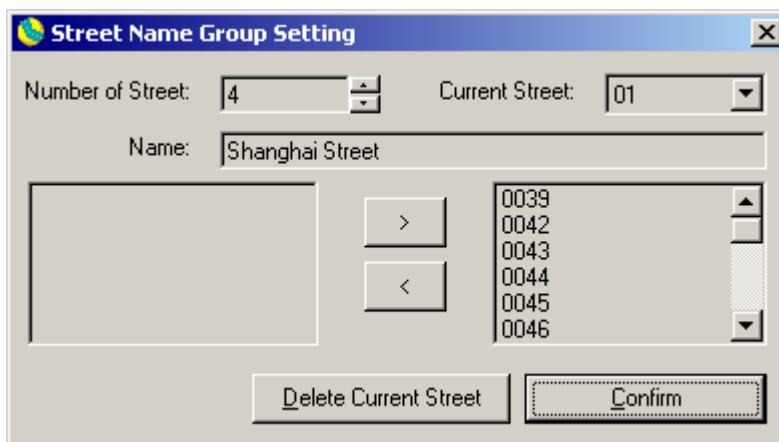 Street Name Group Setting
Number of Street: 4 Current Street: 01
Name: Shanghai Street
0039
> 0042
0043
0044
< 0045
0046
Delete Current Street Confirm